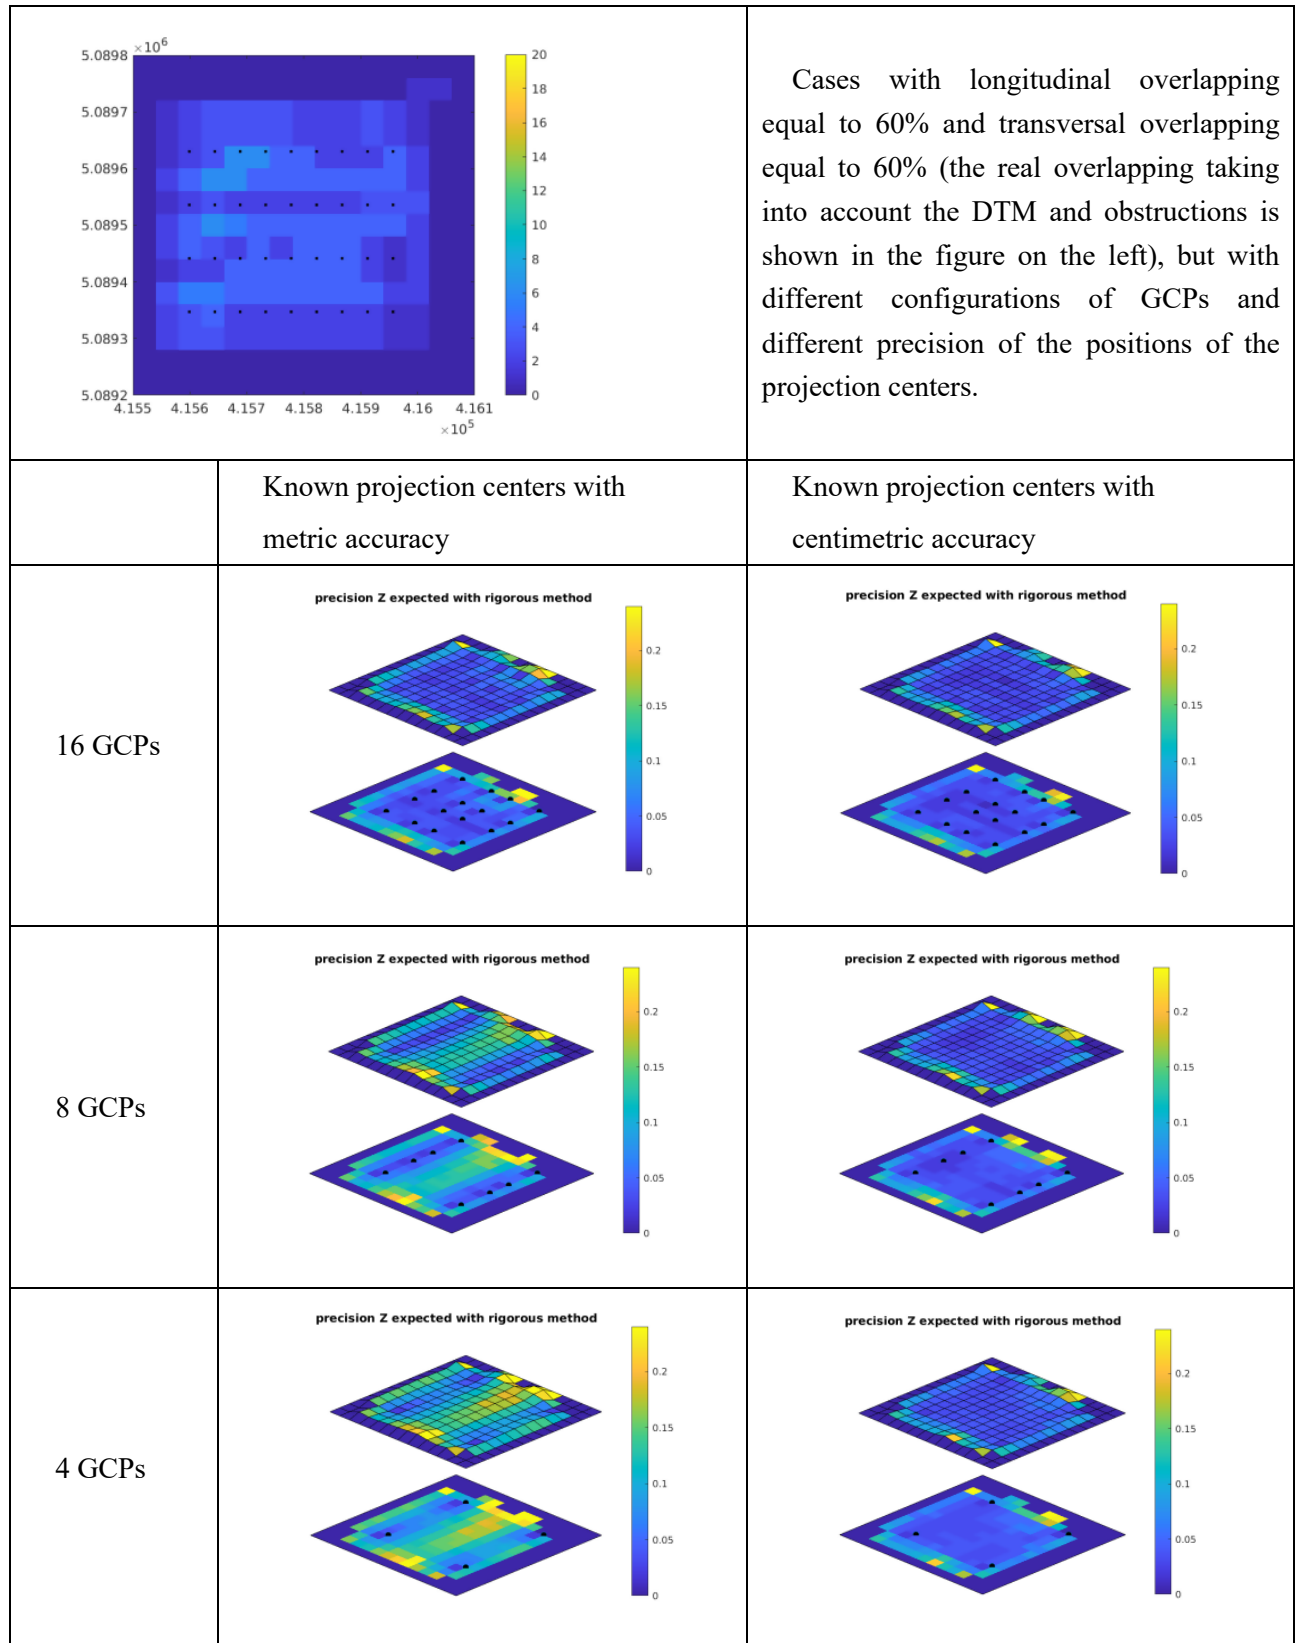 5.0898 ×10⁶
5.0897
5.0896
5.0895
5.0894
5.0893
5.0892
4.155 4.156 4.157 4.158 4.159 4.16 4.161
×10⁵
20
18
16
14
12
10
8
6
4
2
0
Cases with longitudinal overlapping
equal to 60% and transversal overlapping
equal to 60% (the real overlapping taking
into account the DTM and obstructions is
shown in the figure on the left), but with
different configurations of GCPs and
different precision of the positions of the
projection centers.
Known projection centers with
metric accuracy
Known projection centers with
centimetric accuracy
16 GCPs
precision Z expected with rigorous method
0.2
0.15
0.1
0.05
0
precision Z expected with rigorous method
0.2
0.15
0.1
0.05
0
8 GCPs
precision Z expected with rigorous method
0.2
0.15
0.1
0.05
0
precision Z expected with rigorous method
0.2
0.15
0.1
0.05
0
4 GCPs
precision Z expected with rigorous method
0.2
0.15
0.1
0.05
0
precision Z expected with rigorous method
0.2
0.15
0.1
0.05
0